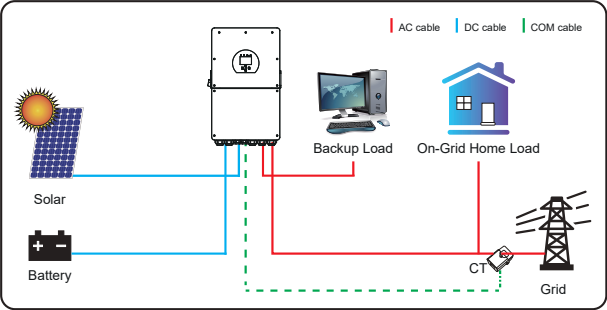 AC cable
DC cable
COM cable
Backup Load
On-Grid Home Load
Solar
Battery
CT
Grid